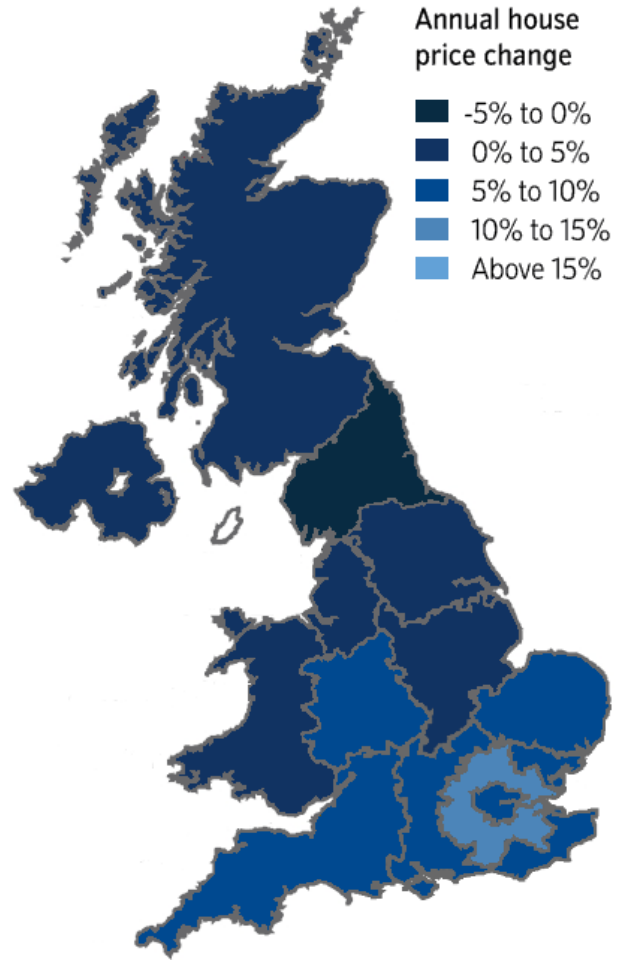 Annual house
price change
-5% to 0%
0% to 5%
5% to 10%
10% to 15%
Above 15%